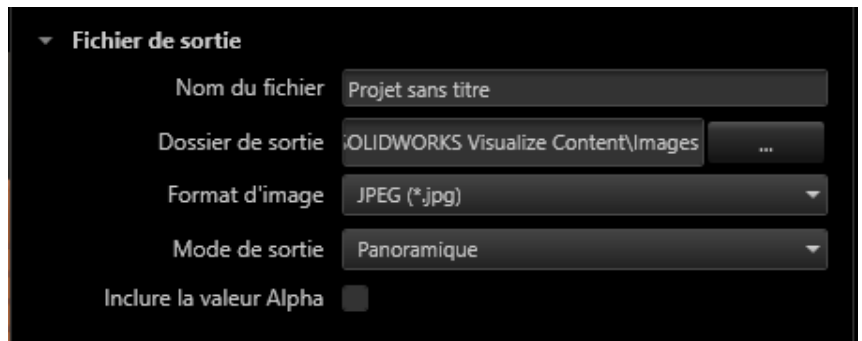 Fichier de sortie
Nom du fichier Projet sans titre
Dossier de sortie OLIDWORKS Visualize Content\Images ...
Format d'image JPEG (*.jpg)
Mode de sortie Panoramique
Inclure la valeur Alpha